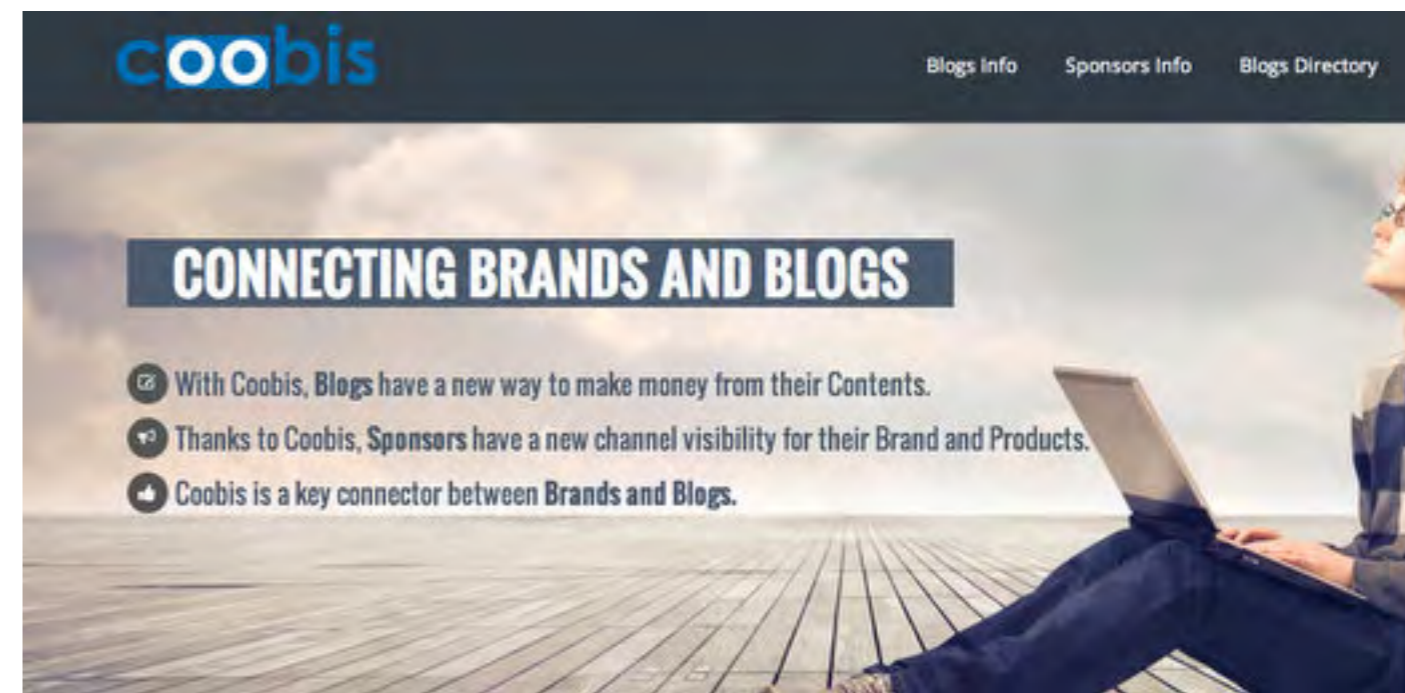 coobis
Blogs Info Sponsors Info Blogs Directory
CONNECTING BRANDS AND BLOGS
With Coobis, Blogs have a new way to make money from their Contents.
Thanks to Coobis, Sponsors have a new channel visibility for their Brand and Products.
Coobis is a key connector between Brands and Blogs.